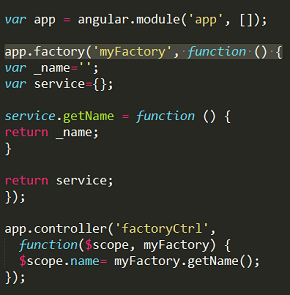 var app = angular.module('app', []);
app.factory('myFactory', function () {
var _name='';
var service={};
service.getName = function () {
return _name;
}
return service;
});
app.controller('factoryCtrl',
function($scope, myFactory) {
$scope.name= myFactory.getName();
});